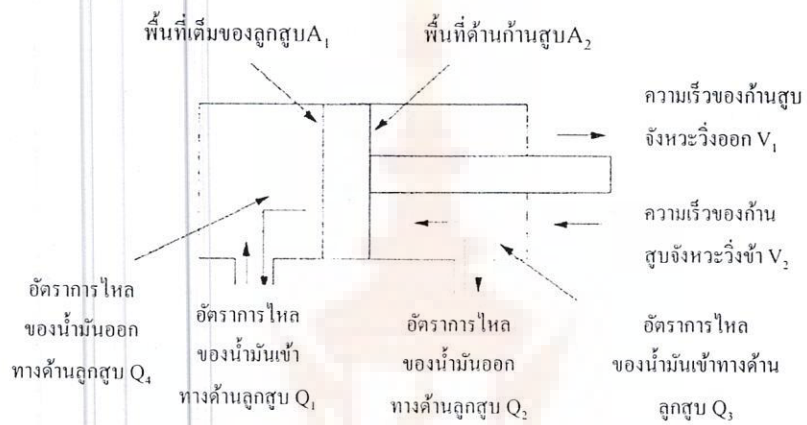 พื้นที่เต็มของลูกสูบA1
พื้นที่ด้านก้านสูบA2
ความเร็วของก้านสูบ
จังหวะวิ่งออก V1
ความเร็วของก้าน
สูบจังหวะวิ่งข้า V2
อัตราการไหล
ของน้ำมันออก
ทางด้านลูกสูบ Q4
อัตราการไหล
ของน้ำมันเข้า
ทางด้านลูกสูบ Q1
อัตราการไหล
ของน้ำมันออก
ทางด้านลูกสูบ Q2
อัตราการไหล
ของน้ำมันเข้าทางด้าน
ลูกสูบ Q3